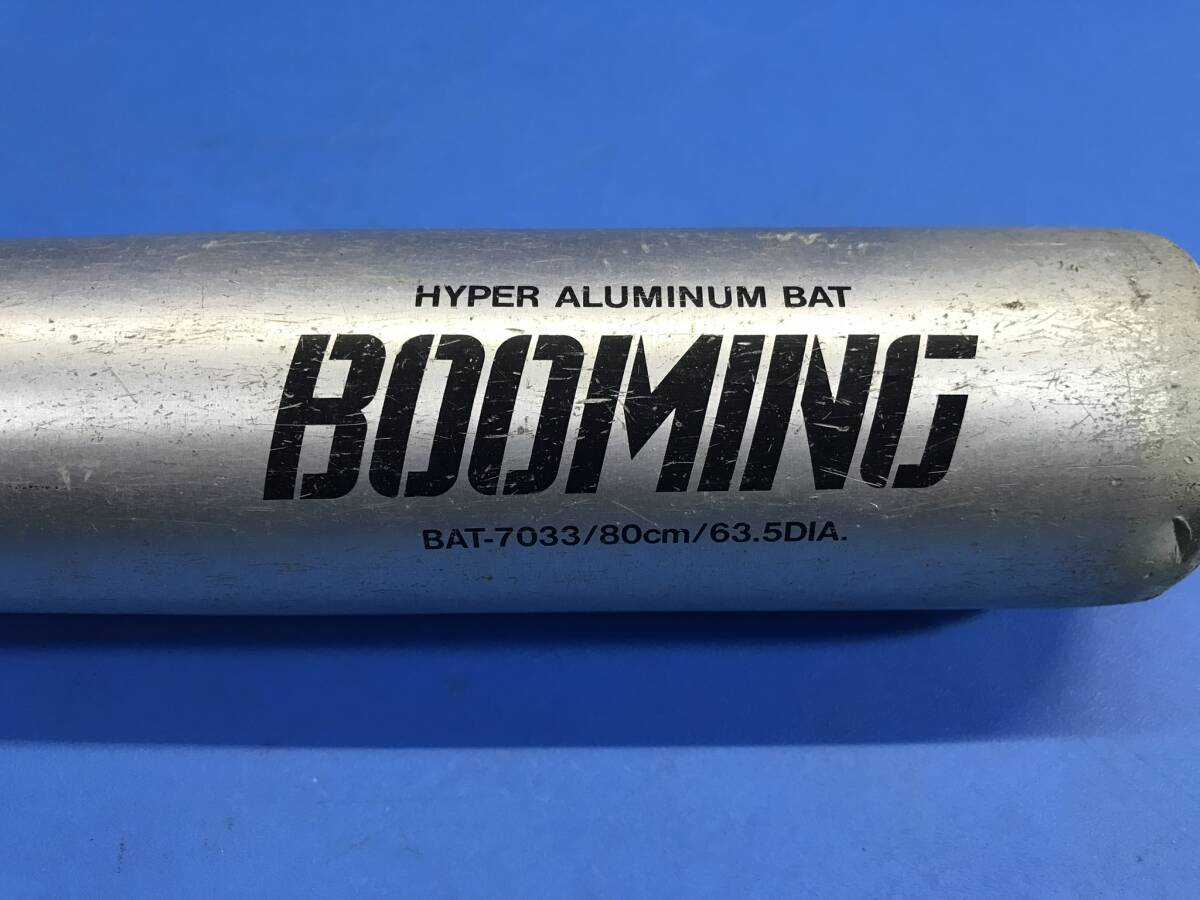 HYPER ALUMINUM BAT
BOOMING
BAT-7033/80cm/63.5DIA.